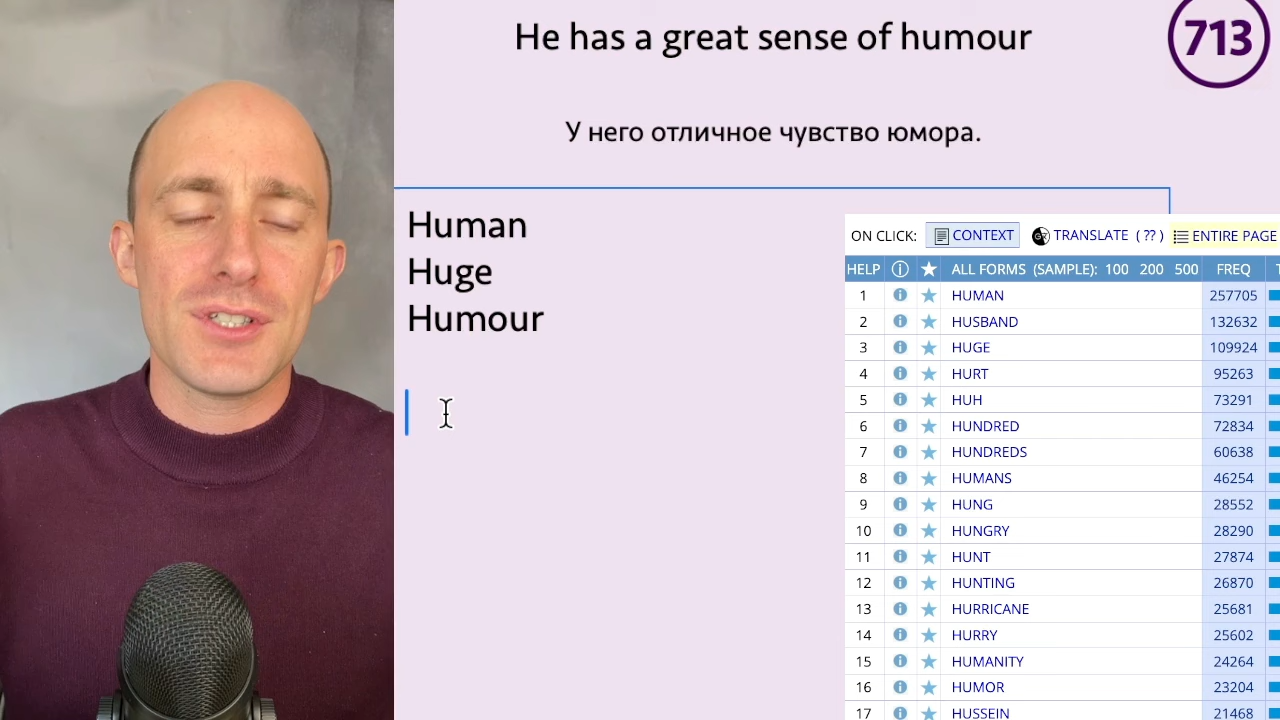 He has a great sense of humour
713
У него отличное чувство юмора.
Human
Huge
Humour
ON CLICK: CONTEXT TRANSLATE ( ?? ) ENTIRE PAGE
HELP ALL FORMS (SAMPLE): 100 200 500 FREQ
1 HUMAN 257705
2 HUSBAND 132632
3 HUGE 109924
4 HURT 95263
5 HUH 73291
6 HUNDRED 72834
7 HUNDREDS 60638
8 HUMANS 46254
9 HUNG 28552
10 HUNGRY 28290
11 HUNT 27874
12 HUNTING 26870
13 HURRICANE 25681
14 HURRY 25602
15 HUMANITY 24264
16 HUMOR 23204
17 HUSSEIN 21468